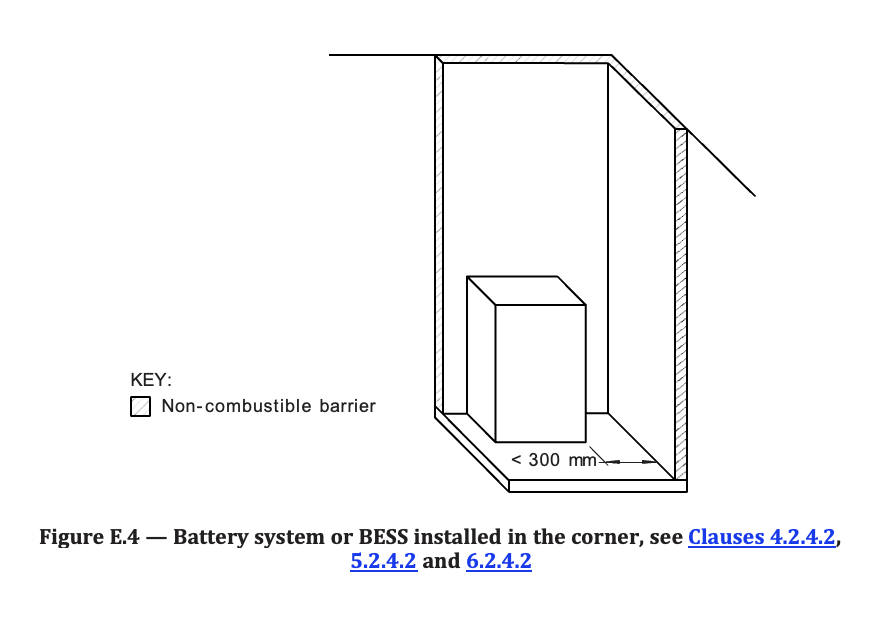 KEY:
Non-combustible barrier
< 300 mm
Figure E.4 — Battery system or BESS installed in the corner, see Clauses 4.2.4.2,
5.2.4.2 and 6.2.4.2